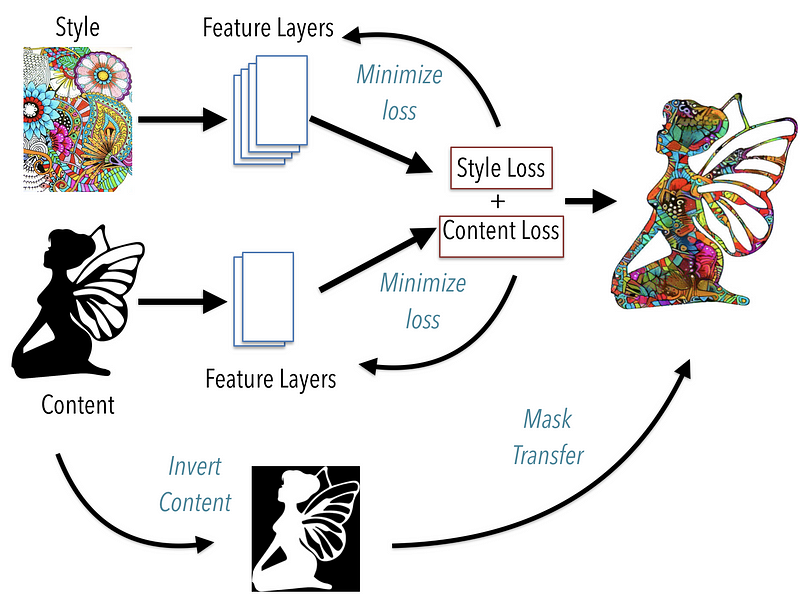 Style
Feature Layers
Minimize
loss
Style Loss
+
Content Loss
Minimize
loss
Feature Layers
Content
Mask
Transfer
Invert
Content